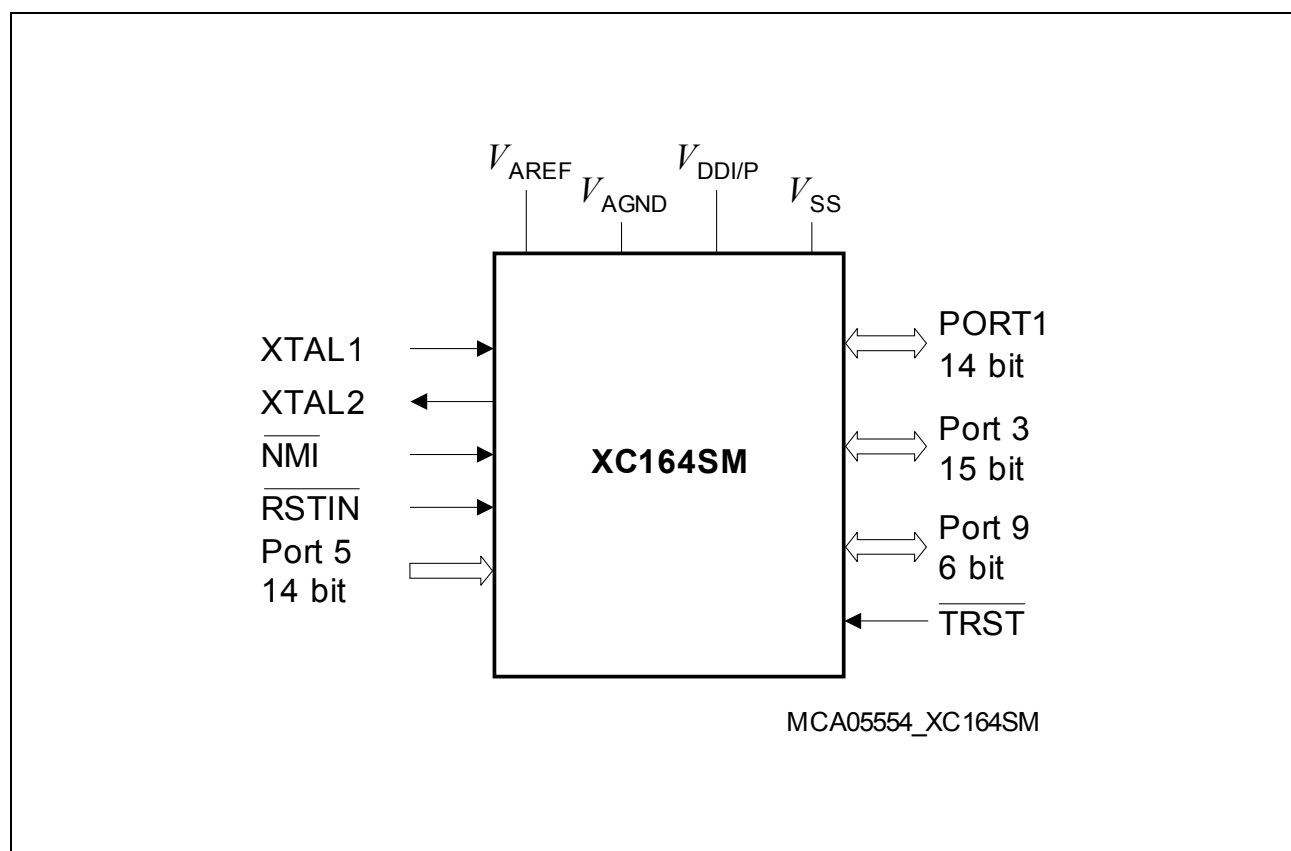 VAREF
VAGND
VDDI/P
VSS
XTAL1
XTAL2
NMI
RSTIN
Port 5
14 bit
XC164SM
PORT1
14 bit
Port 3
15 bit
Port 9
6 bit
TRST
MCA05554_XC164SM